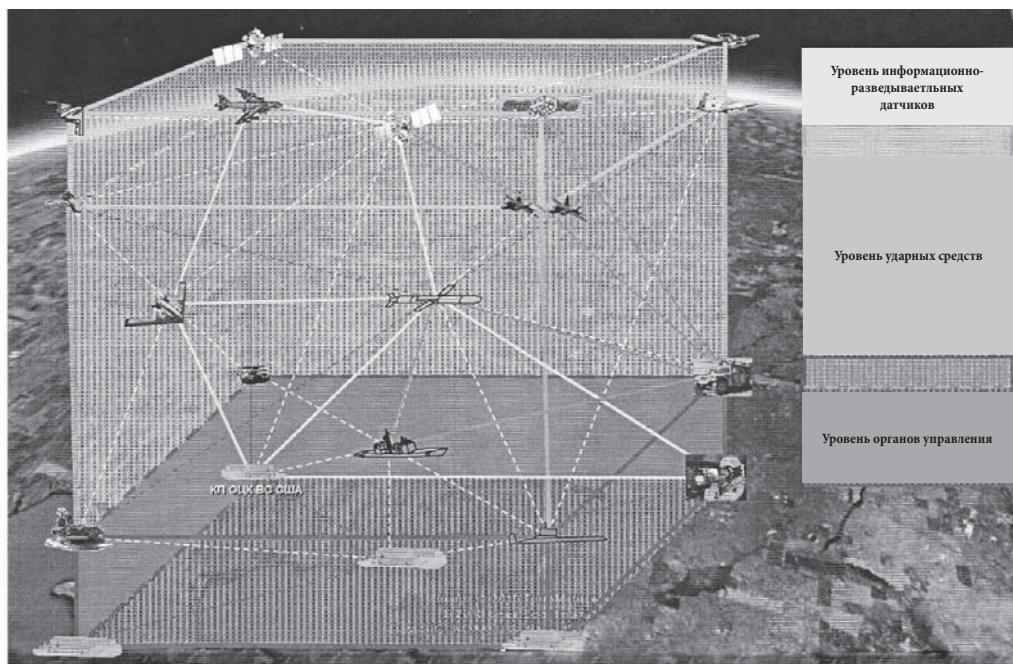 Уровень информационно-
разведываетльных
датчиков
Уровень ударных средств
Уровень органов управления
КП ОЦК ВС США